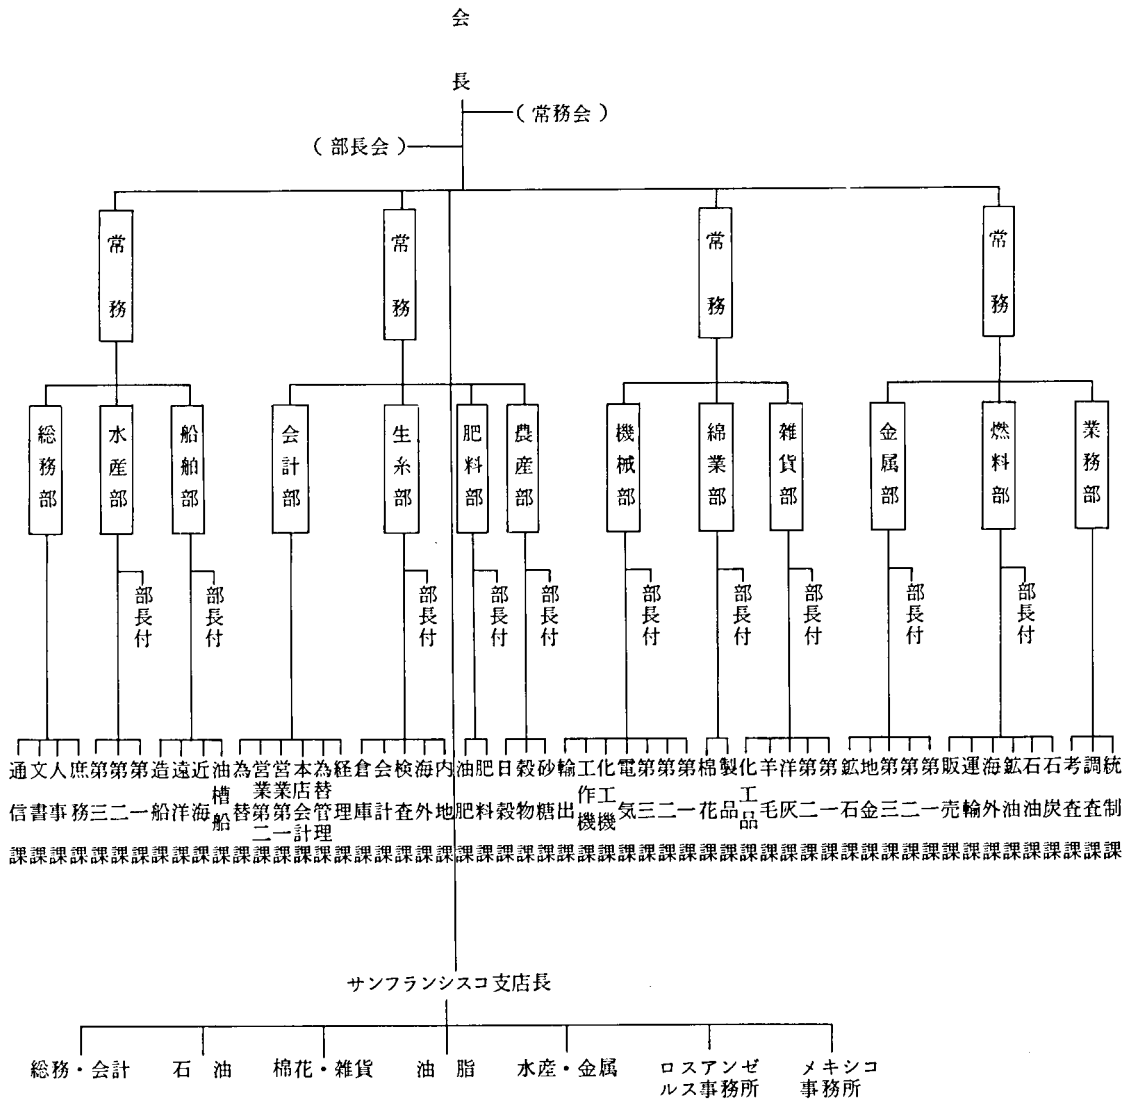 会長
（常務会）
（部長会）
常務
常務
常務
常務
総務部
水産部
船舶部
会計部
生糸部
肥料部
農産部
機械部
綿業部
雑貨部
金属部
燃料部
業務部
部長付
部長付
部長付
部長付
部長付
部長付
部長付
部長付
部長付
部長付
通信課
文書課
人事課
庶務課
第三課
第二課
第一課
造船課
遠洋課
近海課
油槽船課
為替課
営業第二課
営業第一課
本店会計課
為替管理課
経理課
倉庫課
会計課
検査課
海外課
内地課
油肥課
肥料課
日穀課
穀物課
砂糖課
輸出課
工作機課
化工機課
電気課
第三課
第二課
第一課
棉花課
製品課
化工品課
羊毛課
洋灰課
第二課
第一課
鉱石課
地金課
第三課
第二課
第一課
販売課
運輸課
海外課
鉱油課
石油課
石炭課
考査課
調査課
統制課
サンフランシスコ支店長
総務・会計
石油
棉花・雑貨
油脂
水産・金属
ロスアンゼ
ルス事務所
メキシコ
事務所